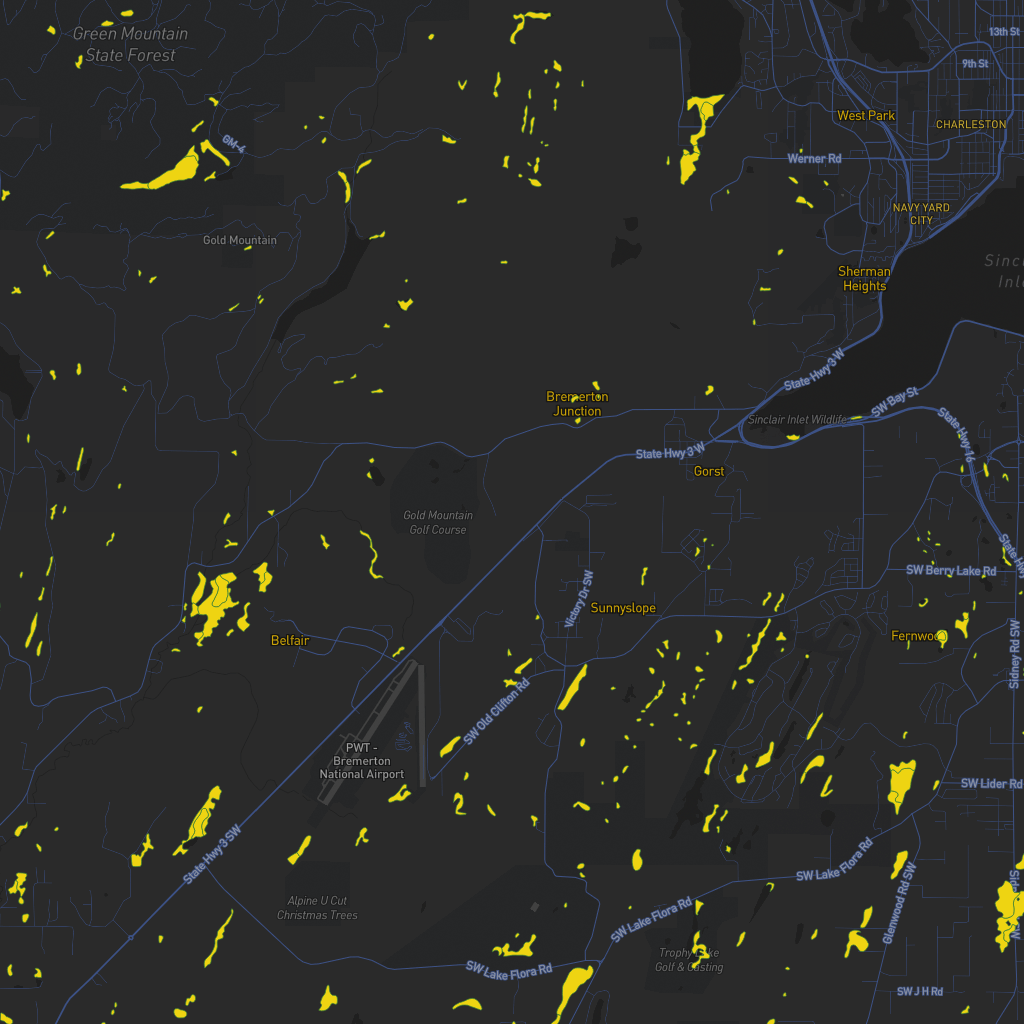 Green Mountain
State Forest
13th St
9th St
West Park
CHARLESTON
GM-4
Werner Rd
NAVY YARD
CITY
Gold Mountain
Sinc
Inl
Sherman
Heights
State Hwy 3 W
Bremerton
Junction
SW Bay St
Sinclair Inlet Wildlife
State Hwy 16
State Hwy 3 W
Gorst
Gold Mountain
Golf Course
State Hwy
SW Berry Lake Rd
Victory Dr SW
Sunnyslope
Fernwood
Belfair
Sidney Rd SW
SW Old Clifton Rd
PWT -
Bremerton
National Airport
SW Lider Rd
State Hwy 3 SW
SW Lake Flora Rd
Glenwood Rd SW
Alpine U Cut
Christmas Trees
SW Lake Flora Rd
Trophy Lake
Golf & Casting
SW Lake Flora Rd
SW J H Rd